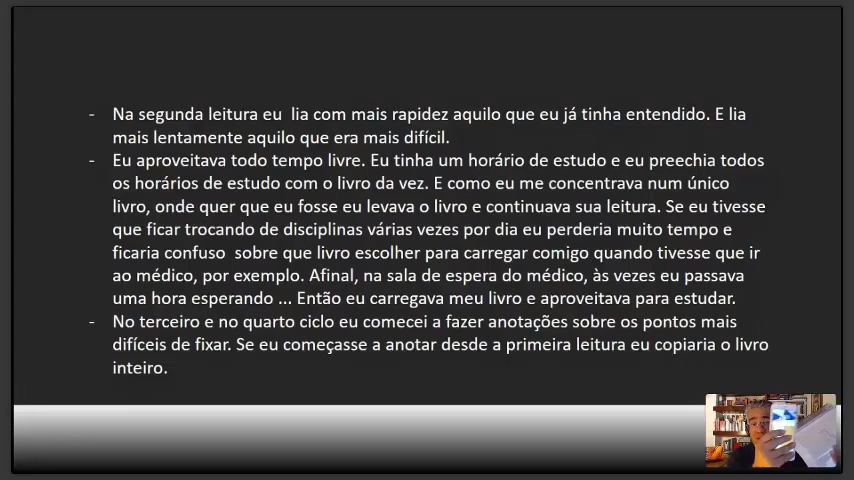 - Na segunda leitura eu lia com mais rapidez aquilo que eu já tinha entendido. E lia
mais lentamente aquilo que era mais difícil.
- Eu aproveitava todo tempo livre. Eu tinha um horário de estudo e eu preechia todos
os horários de estudo com o livro da vez. E como eu me concentrava num único
livro, onde quer que eu fosse eu levava o livro e continuava sua leitura. Se eu tivesse
que ficar trocando de disciplinas várias vezes por dia eu perderia muito tempo e
ficaria confuso sobre que livro escolher para carregar comigo quando tivesse que ir
ao médico, por exemplo. Afinal, na sala de espera do médico, às vezes eu passava
uma hora esperando ... Então eu carregava meu livro e aproveitava para estudar.
- No terceiro e no quarto ciclo eu comecei a fazer anotações sobre os pontos mais
difíceis de fixar. Se eu começasse a anotar desde a primeira leitura eu copiaria o livro
inteiro.